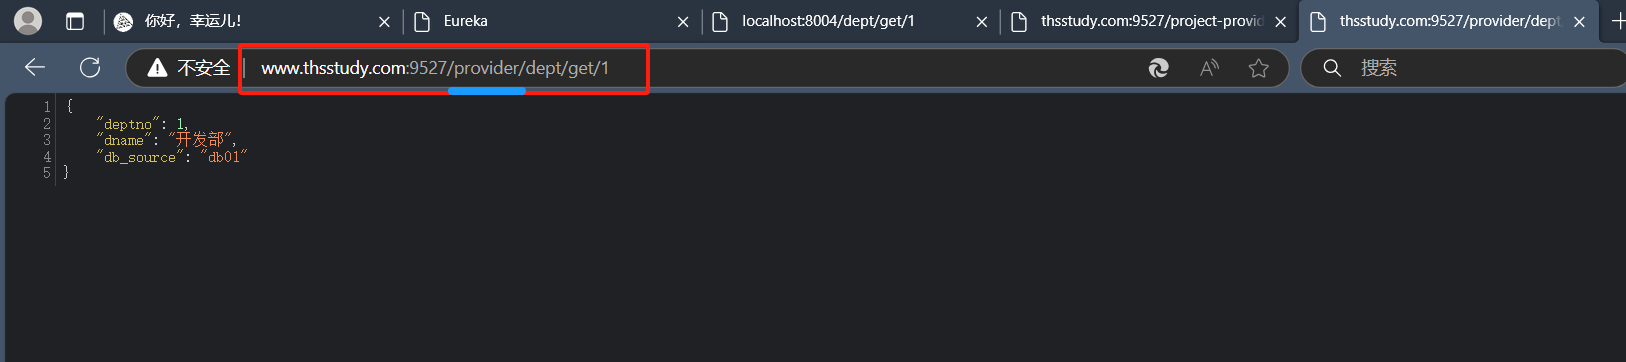 你好，幸运儿！
Eureka
localhost:8004/dept/get/1
thsstudy.com:9527/project-provid
thsstudy.com:9527/provider/dept
不安全
www.thsstudy.com:9527/provider/dept/get/1
搜索
1 {
2 "deptno": 1,
3 "dname": "开发部",
4 "db_source": "db01"
5 }